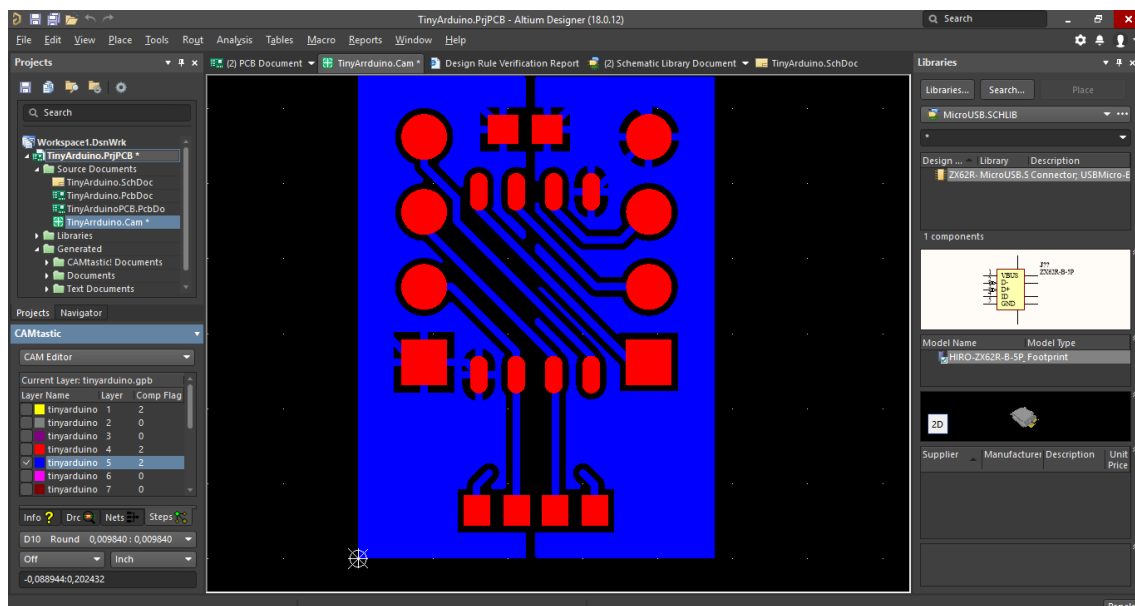 TinyArduino.PrjPCB - Altium Designer (18.0.12)
Search
File Edit View Place Tools Rout Analysis Tables Macro Reports Window Help
Projects
(2) PCB Document
TinyArrduino.Cam *
Design Rule Verification Report
(2) Schematic Library Document
TinyArduino.SchDoc
Libraries
Search
Workspace1.DsnWrk
TinyArduino.PrjPCB *
Source Documents
TinyArduino.SchDoc
TinyArduino.PcbDoc
TinyArduinoPCB.PcbDo
TinyArrduino.Cam *
Libraries
Generated
CAMtastic! Documents
Documents
Text Documents
Projects Navigator
CAMtastic
CAM Editor
Current Layer: tinyarduino.gpb
Layer Name Layer Comp Flag
tinyarduino 1 2
tinyarduino 2 0
tinyarduino 3 0
tinyarduino 4 2
tinyarduino 5 2
tinyarduino 6 0
tinyarduino 7 0
Info ? Drc Nets Steps
D10 Round 0,009840 : 0,009840
Off Inch
-0,088944:0,202432
Libraries... Search... Place
MicroUSB.SCHLIB
*
Design ... Library Description
ZX62R- MicroUSB.S Connector; USBMicro-E
1 components
J??
ZX62R-B-5P
VBUS
D-
D+
ID
GND
Model Name Model Type
HIRO-ZX62R-B-5P_Footprint
2D
Supplier Manufacturer Description Unit Price